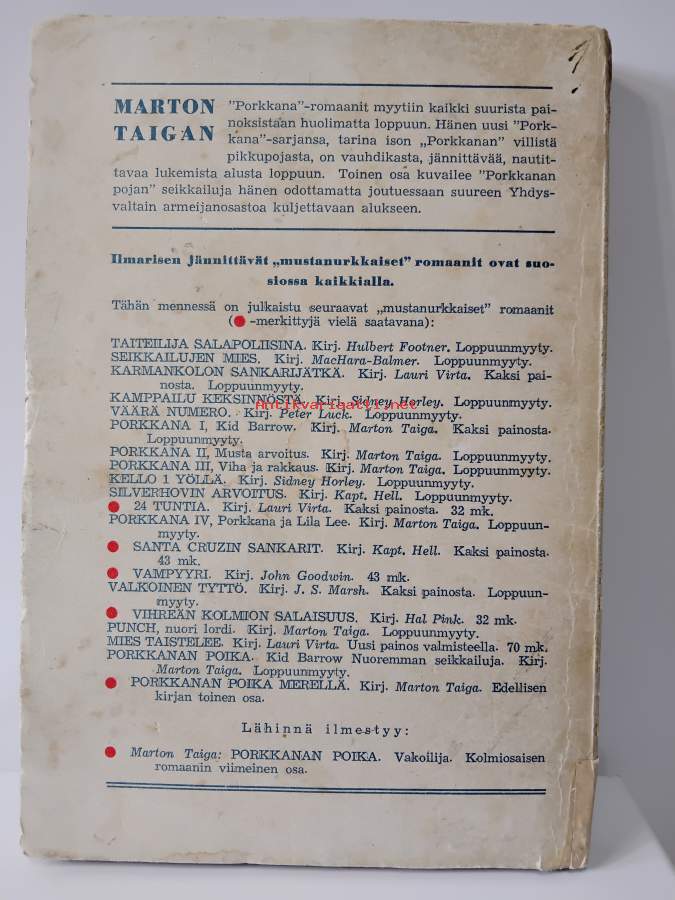 MARTON "Porkkana"-romaanit myytiin kaikki suurista pai-
TAIGAN noksistaan huolimatta loppuun. Hänen uusi "Pork-
kana"-sarjansa, tarina ison „Porkkanan" villistä
pikkupojasta, on vauhdikasta, jännittävää, nautit-
tavaa lukemista alusta loppuun. Toinen osa kuvailee "Porkkanan
pojan" seikkailuja hänen odottamatta joutuessaan suureen Yhdys-
valtain armeijanosastoa kuljettavaan alukseen.
Ilmarisen jännittävät „mustanurkkaiset" romaanit ovat suo-
siossa kaikkialla.
Tähän mennessä on julkaistu seuraavat „mustanurkkaiset" romaanit
(●-merkittyjä vielä saatavana):
TAITEILIJA SALAPOLIISINA. Kirj. Hulbert Footner. Loppuunmyyty.
SEIKKAILUJEN MIES. Kirj. MacHara-Balmer. Loppuunmyyty.
KARMANKOLON SANKARIJÄTKÄ. Kirj. Lauri Virta. Kaksi pai-
nosta. Loppuunmyyty.
KAMPPAILU KEKSINNÖSTÄ. Kirj. Sidney Horley. Loppuunmyyty.
Antikvariaatti.net
VÄÄRÄ NUMERO. Kirj. Peter Luck. Loppuunmyyty.
PORKKANA I, Kid Barrow. Kirj. Marton Taiga. Kaksi painosta.
Loppuunmyyty.
PORKKANA II, Musta arvoitus. Kirj. Marton Taiga. Loppuunmyyty.
PORKKANA III, Viha ja rakkaus. Kirj. Marton Taiga. Loppuunmyyty.
KELLO 1 YÖLLÄ. Kirj. Sidney Horley. Loppuunmyyty.
SILVERHOVIN ARVOITUS. Kirj. Kapt. Hell. Loppuunmyyty.
● 24 TUNTIA. Kirj. Lauri Virta. Kaksi painosta. 32 mk.
PORKKANA IV, Porkkana ja Lila Lee. Kirj. Marton Taiga. Loppuun-
myyty.
● SANTA CRUZIN SANKARIT. Kirj. Kapt. Hell. Kaksi painosta.
43 mk.
● VAMPYYRI. Kirj. John Goodwin. 43 mk.
VALKOINEN TYTTÖ. Kirj. J. S. Marsh. Kaksi painosta. Loppuun-
myyty.
● VIHREÄN KOLMION SALAISUUS. Kirj. Hal Pink. 32 mk.
PUNCH, nuori lordi. Kirj. Marton Taiga. Loppuunmyyty.
MIES TAISTELEE. Kirj. Lauri Virta. Uusi painos valmisteella. 70 mk.
PORKKANAN POIKA. Kid Barrow Nuoremman seikkailuja. Kirj.
Marton Taiga. Loppuunmyyty.
● PORKKANAN POIKA MERELLÄ. Kirj. Marton Taiga. Edellisen
kirjan toinen osa.
Lähinnä ilmestyy:
● Marton Taiga: PORKKANAN POIKA. Vakoilija. Kolmiosaisen
romaanin viimeinen osa.